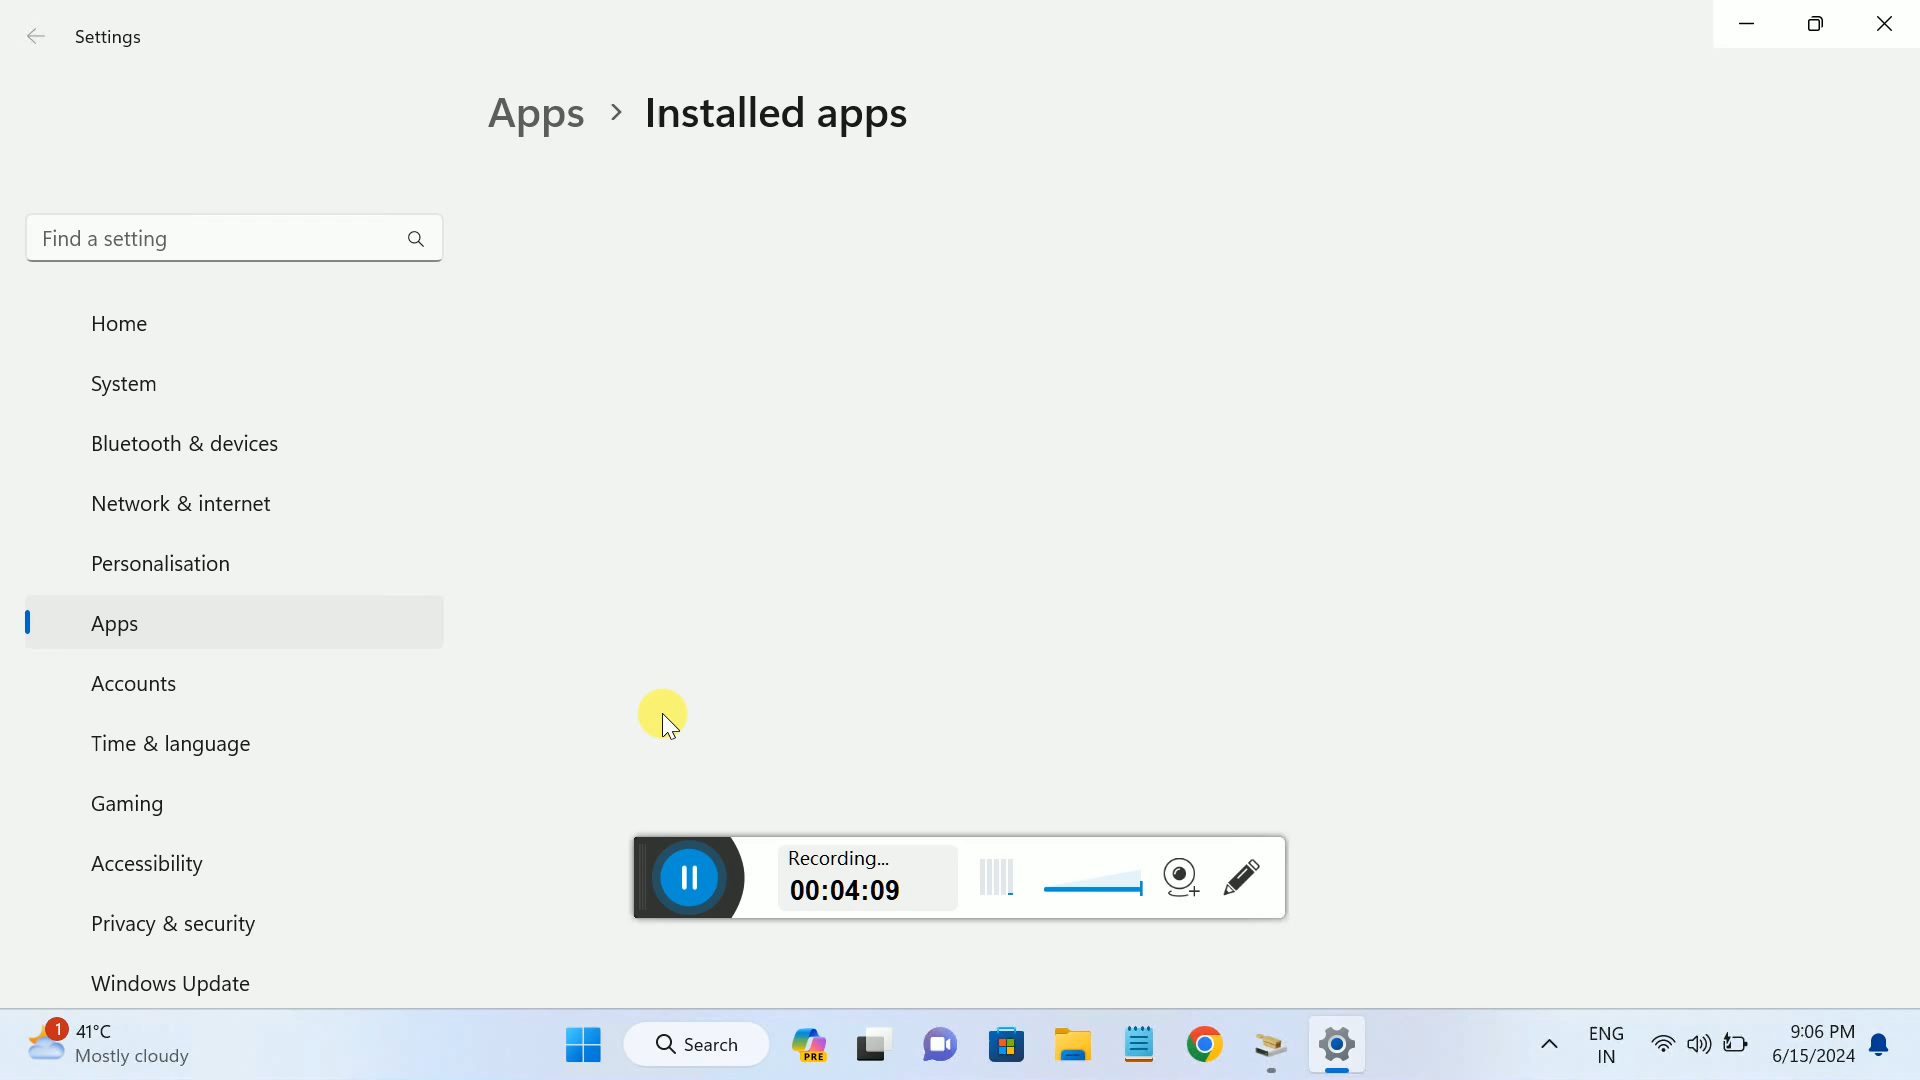 Settings
Apps > Installed apps
Find a setting
Home
System
Bluetooth & devices
Network & internet
Personalisation
Apps
Accounts
Time & language
Gaming
Accessibility
Privacy & security
Windows Update
Recording...
00:04:09
1
41°C
Mostly cloudy
Search
PRE
ENG
IN
9:06 PM
6/15/2024